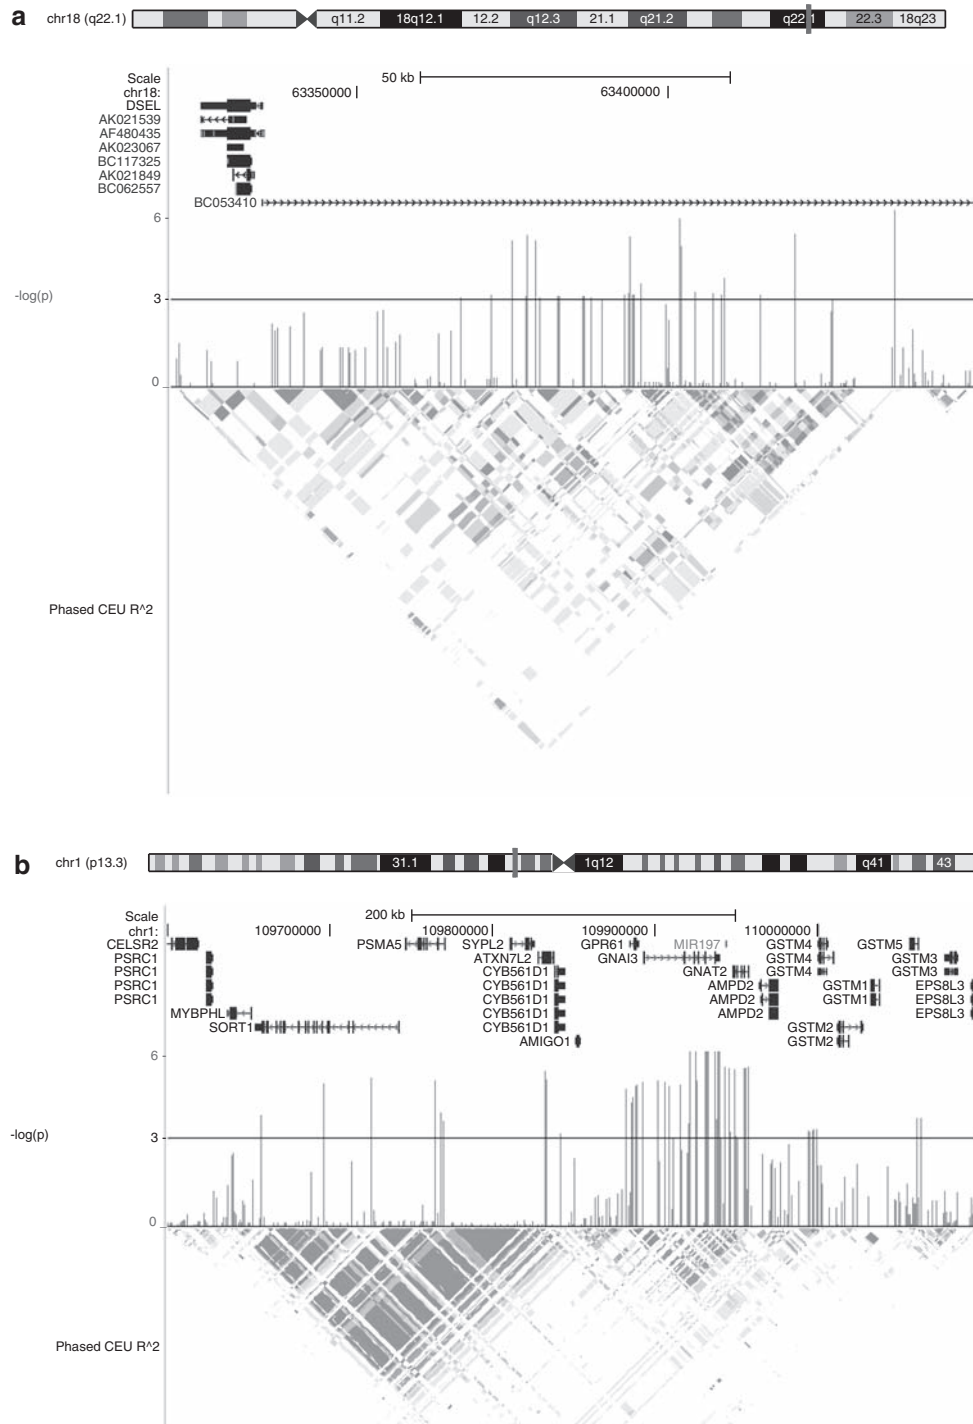 a
chr18 (q22.1) q11.2 18q12.1 12.2 q12.3 21.1 q21.2 q22.1 22.3 18q23
Scale 50 kb
chr18: 63350000 63400000
DSEL
AK021539
AF480435
AK023067
BC117325
AK021849
BC062557
BC053410
6
-log(p)
3
0
Phased CEU R^2
b
chr1 (p13.3) 31.1 1q12 q41 43
Scale 200 kb
chr1: 109700000 109800000 109900000 110000000
CELSR2 PSMA5 SYPL2 GPR61 MIR197 GSTM4 GSTM5
PSRC1 ATXN7L2 GNAI3 GSTM4 GSTM3
PSRC1 CYB561D1 GNAT2 GSTM4 GSTM3
PSRC1 CYB561D1 AMPD2 GSTM1 EPS8L3
PSRC1 CYB561D1 AMPD2 GSTM1 EPS8L3
MYBPHL CYB561D1 AMPD2 EPS8L3
SORT1 CYB561D1 GSTM2
AMIGO1 GSTM2
6
-log(p)
3
0
Phased CEU R^2